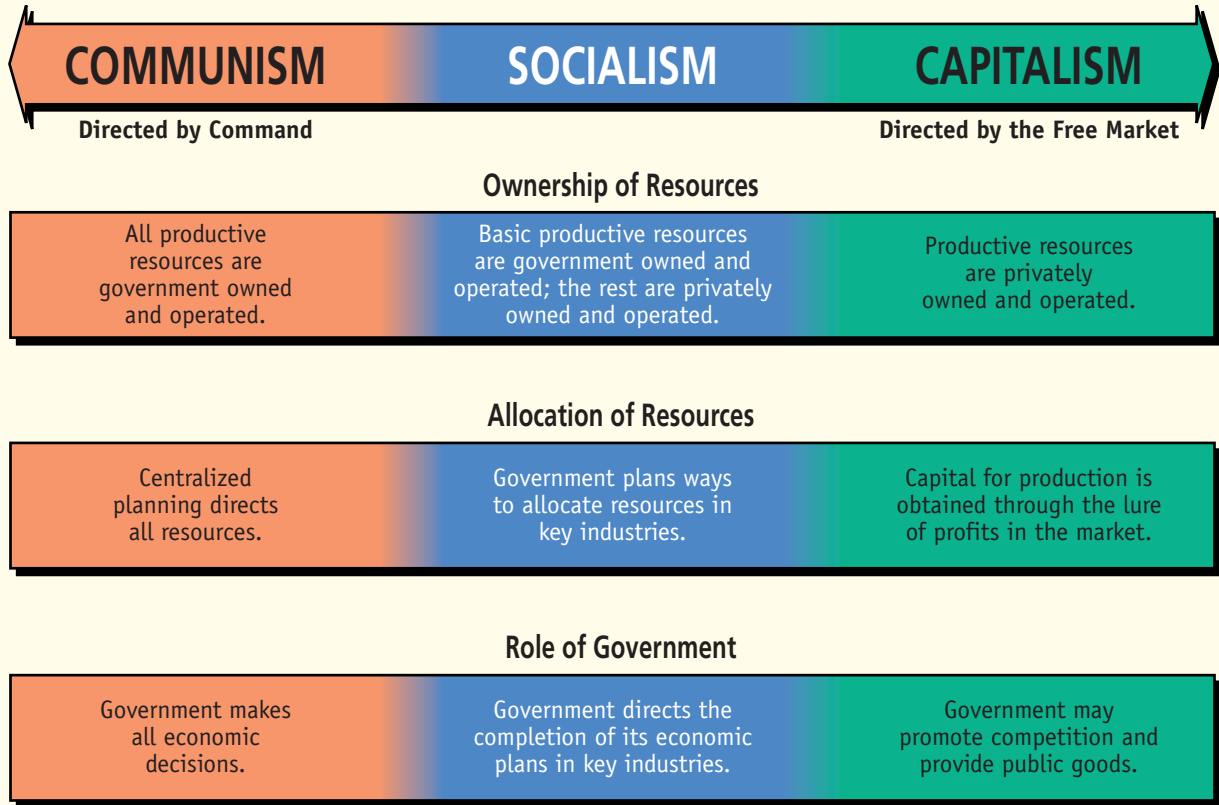 COMMUNISM SOCIALISM CAPITALISM
Directed by Command Directed by the Free Market
Ownership of Resources
All productive
resources are
government owned
and operated.
Basic productive resources
are government owned and
operated; the rest are privately
owned and operated.
Productive resources
are privately
owned and operated.
Allocation of Resources
Centralized
planning directs
all resources.
Government plans ways
to allocate resources in
key industries.
Capital for production is
obtained through the lure
of profits in the market.
Role of Government
Government makes
all economic
decisions.
Government directs the
completion of its economic
plans in key industries.
Government may
promote competition and
provide public goods.